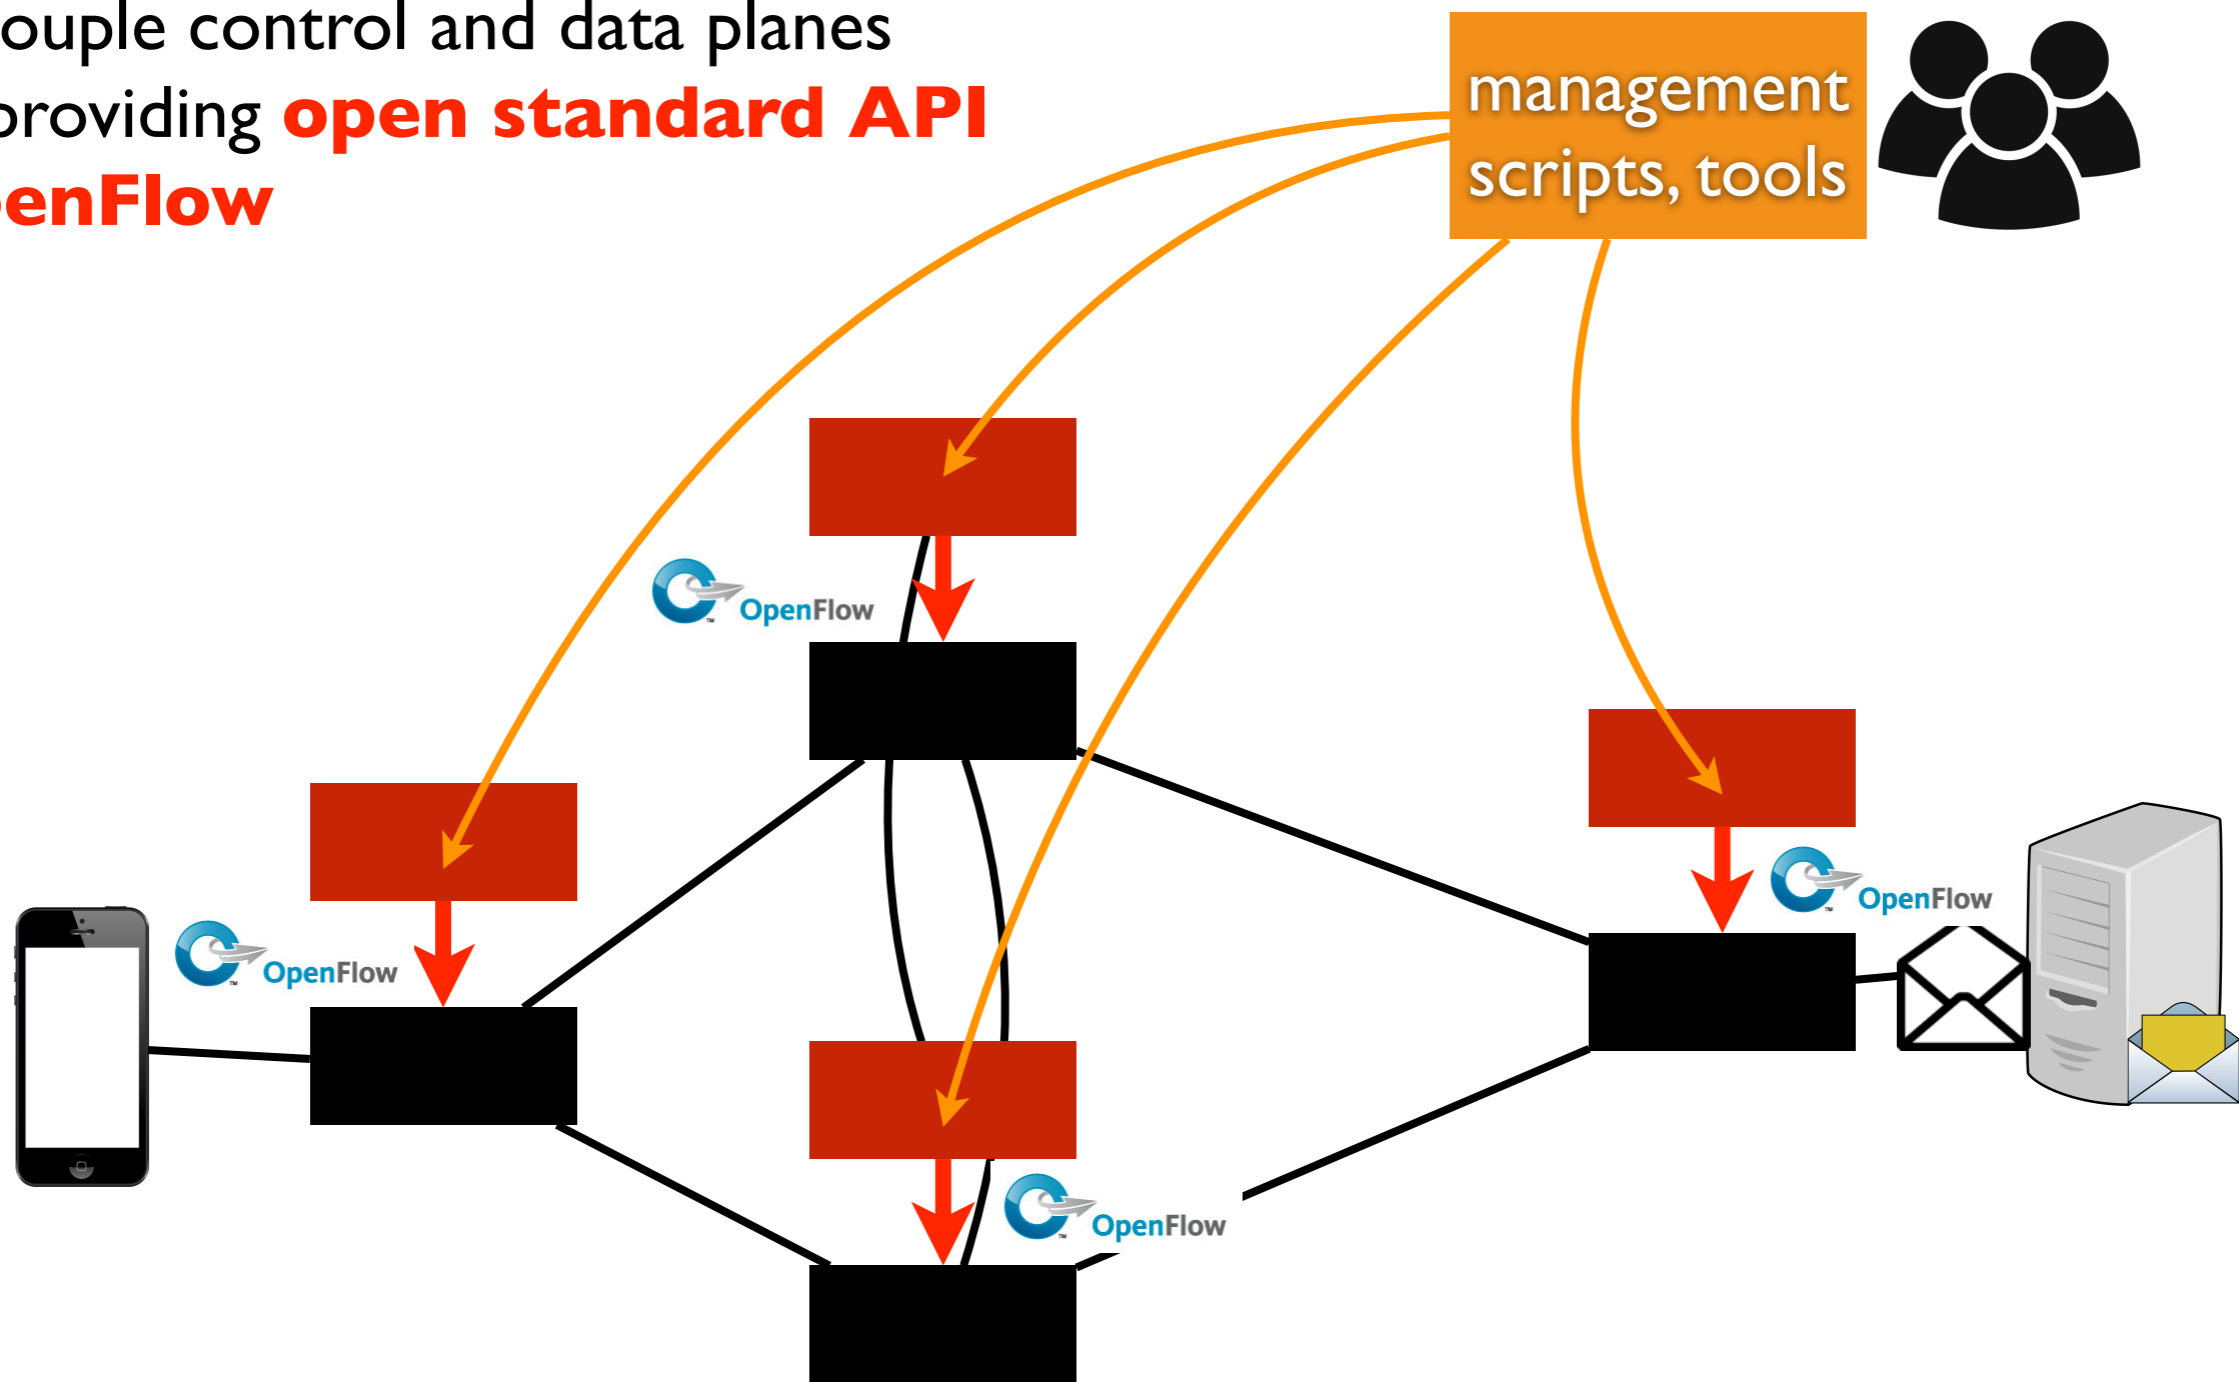 ouple control and data planes
providing open standard API
enFlow
management
scripts, tools
OpenFlow
OpenFlow
OpenFlow
OpenFlow